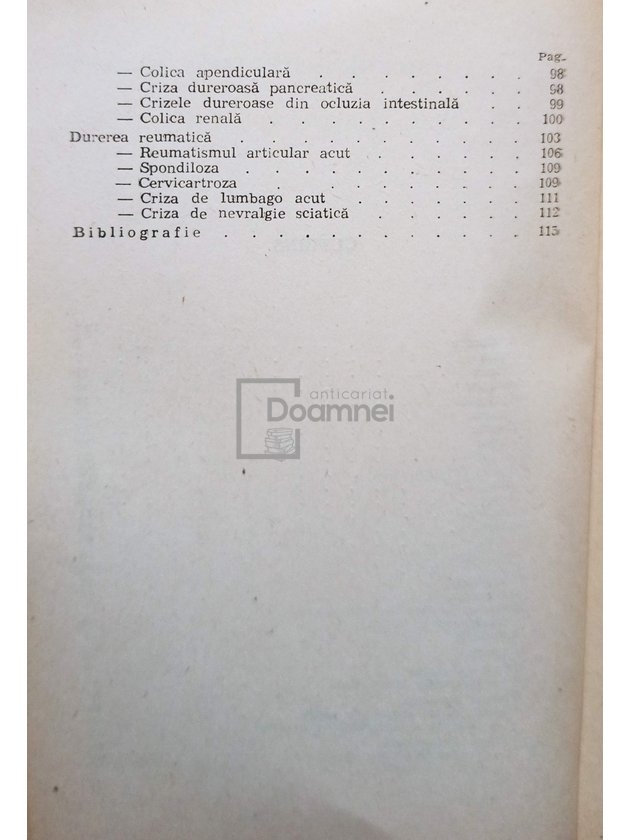 Pag.
— Colica apendiculară . . . . . . . 98
— Criza dureroasă pancreatică . . . . . 98
— Crizele dureroase din ocluzia intestinală . . 99
— Colica renală . . . . . . . . . 100
Durerea reumatică . . . . . . . . . . 103
— Reumatismul articular acut . . . . . 106
— Spondiloza . . . . . . . . . . 109
— Cervicartroza . . . . . . . . . 109
— Criza de lumbago acut . . . . . . 111
— Criza de nevralgie sciatică . . . . . 112
Bibliografie . . . . . . . . . . . 115
anticariat
Doamnei